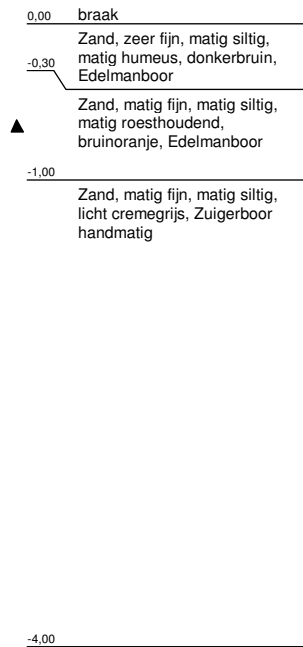 0,00 braak
Zand, zeer fijn, matig siltig,
matig humeus, donkerbruin,
Edelmanboor
-0,30
Zand, matig fijn, matig siltig,
matig roesthoudend,
bruinoranje, Edelmanboor
-1,00
Zand, matig fijn, matig siltig,
licht cremegrijs, Zuigerboor
handmatig
-4,00